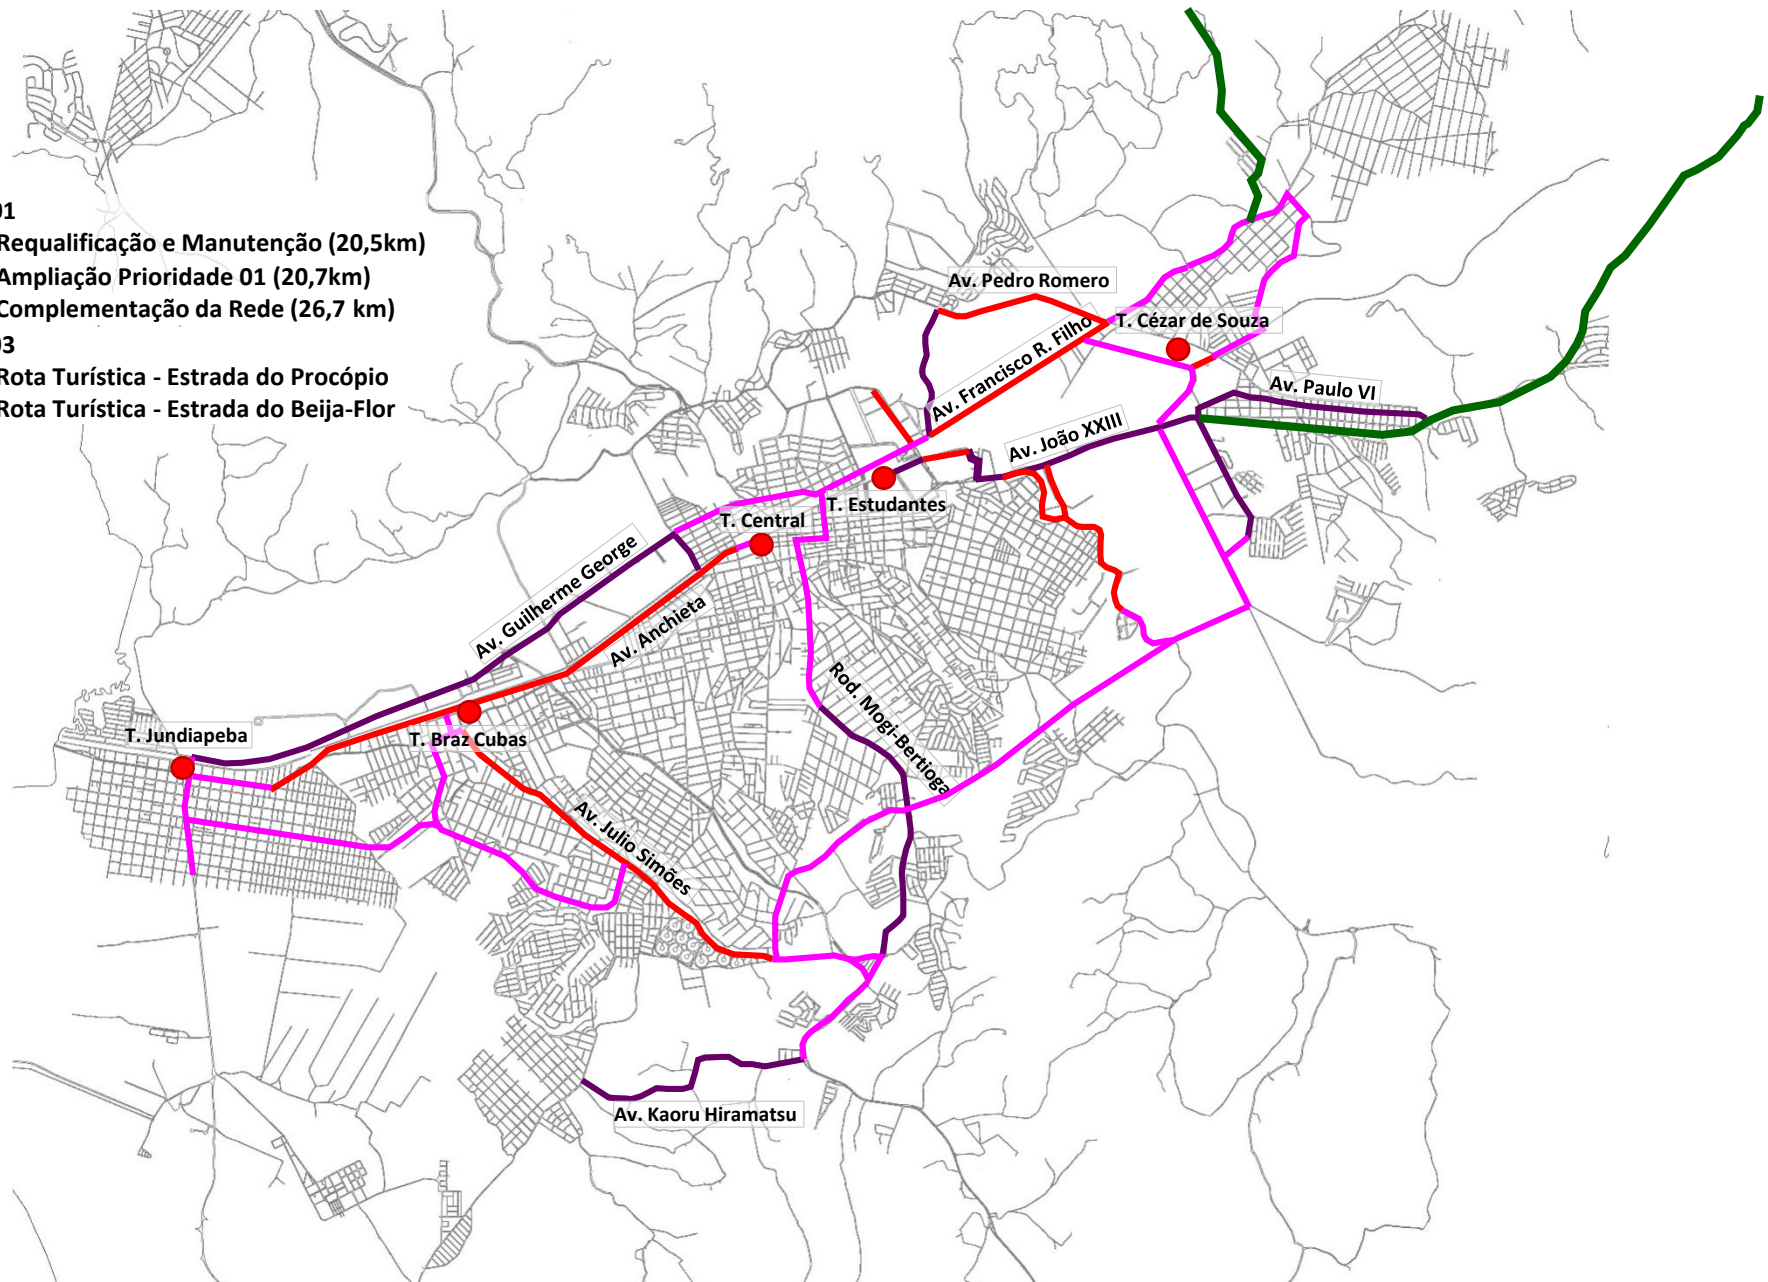 01
Requalificação e Manutenção (20,5km)
Ampliação Prioridade 01 (20,7km)
Complementação da Rede (26,7 km)
03
Rota Turística - Estrada do Procópio
Rota Turística - Estrada do Beija-Flor
Av. Pedro Romero
T. Cézar de Souza
Av. Francisco R. Filho
Av. Paulo VI
Av. João XXIII
T. Estudantes
T. Central
Av. Guilherme George
Av. Anchieta
Rod. Mogi-Bertioga
T. Jundiapeba
T. Braz Cubas
Av. Julio Simões
Av. Kaoru Hiramatsu